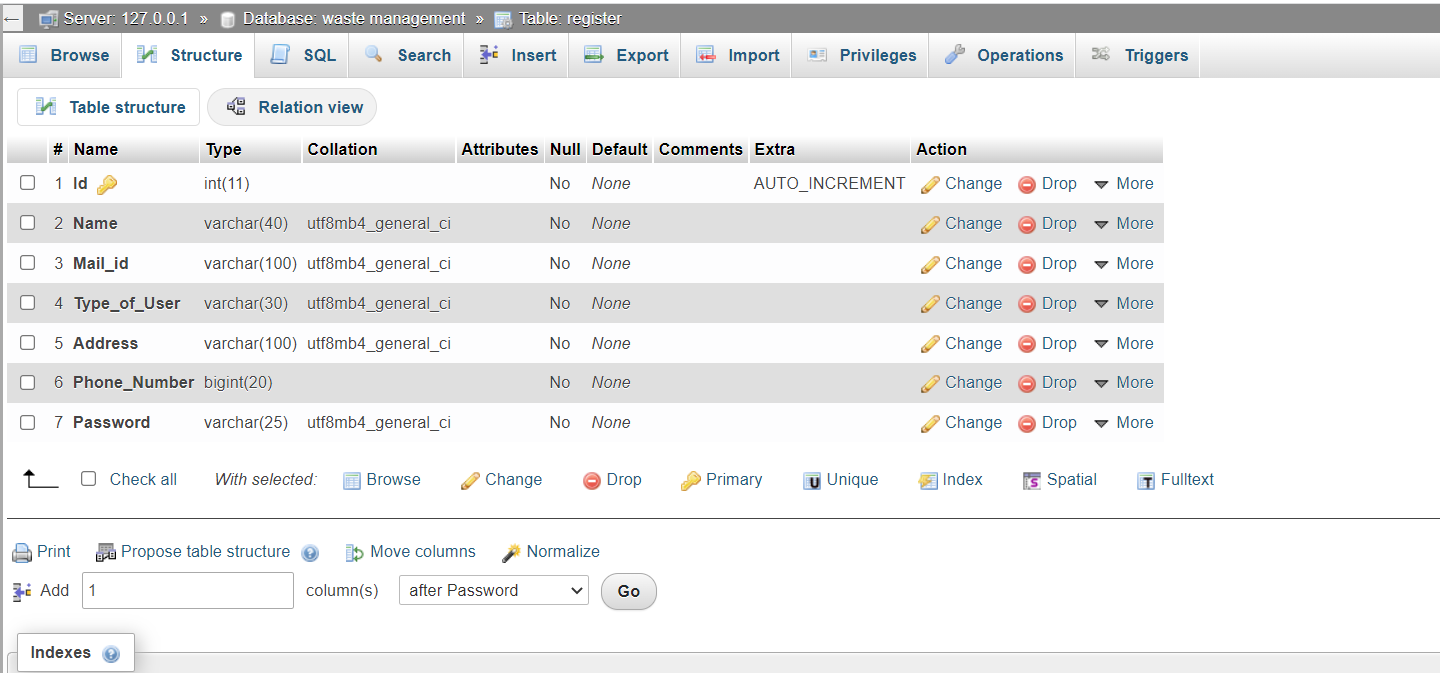 ← Server: 127.0.0.1 » Database: waste management » Table: register
Browse Structure SQL Search Insert Export Import Privileges Operations Triggers
Table structure Relation view
# Name Type Collation Attributes Null Default Comments Extra Action
1 Id int(11) No None AUTO_INCREMENT Change Drop More
2 Name varchar(40) utf8mb4_general_ci No None Change Drop More
3 Mail_id varchar(100) utf8mb4_general_ci No None Change Drop More
4 Type_of_User varchar(30) utf8mb4_general_ci No None Change Drop More
5 Address varchar(100) utf8mb4_general_ci No None Change Drop More
6 Phone_Number bigint(20) No None Change Drop More
7 Password varchar(25) utf8mb4_general_ci No None Change Drop More
Check all With selected: Browse Change Drop Primary Unique Index Spatial Fulltext
Print Propose table structure Move columns Normalize
Add 1 column(s) after Password Go
Indexes